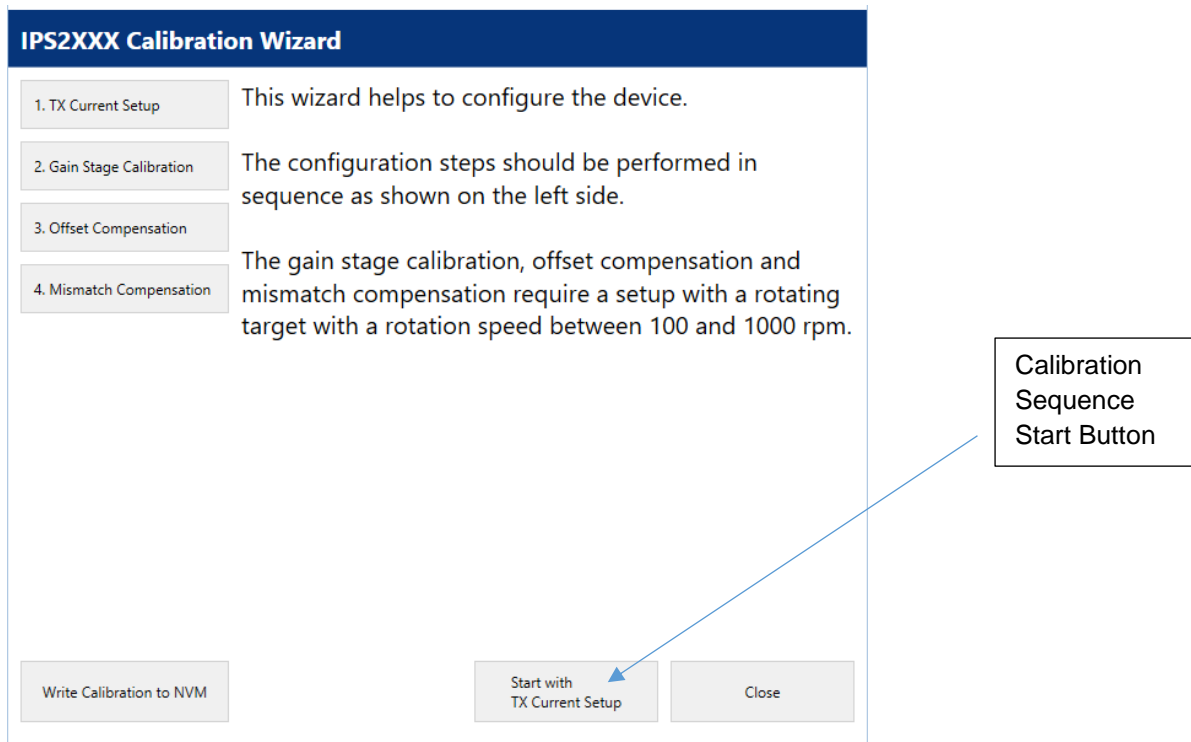 IPS2XXX Calibration Wizard
1. TX Current Setup
2. Gain Stage Calibration
3. Offset Compensation
4. Mismatch Compensation
This wizard helps to configure the device.
The configuration steps should be performed in
sequence as shown on the left side.
The gain stage calibration, offset compensation and
mismatch compensation require a setup with a rotating
target with a rotation speed between 100 and 1000 rpm.
Calibration
Sequence
Start Button
Write Calibration to NVM
Start with
TX Current Setup
Close